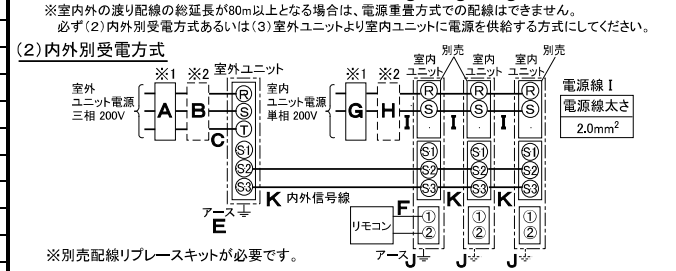 ※室内外の渡り配線の総延長が80m以上となる場合は、電源重畳方式での配線はできません。
必ず(2)内外別受電方式あるいは(3)室外ユニットより室内ユニットに電源を供給する方式にしてください。
(2)内外別受電方式
※1 ※2 室外ユニット
室外
ユニット電源
三相 200V
A B
C
R
S
T
S1
S2
S3
アース
E
K 内外信号線
※1 ※2
室内
ユニット電源
単相 200V
G H
室内
ユニット
別売
室内
ユニット
別売
室内
ユニット
R R R
S S S
I I I
S1 S1 S1
S2 S2 S2
S3 S3 S3
K K
F
リモコン
① ① ①
② ② ②
アース J J J
電源線 I
電源線太さ
2.0mm²
※別売配線リプレースキットが必要です。